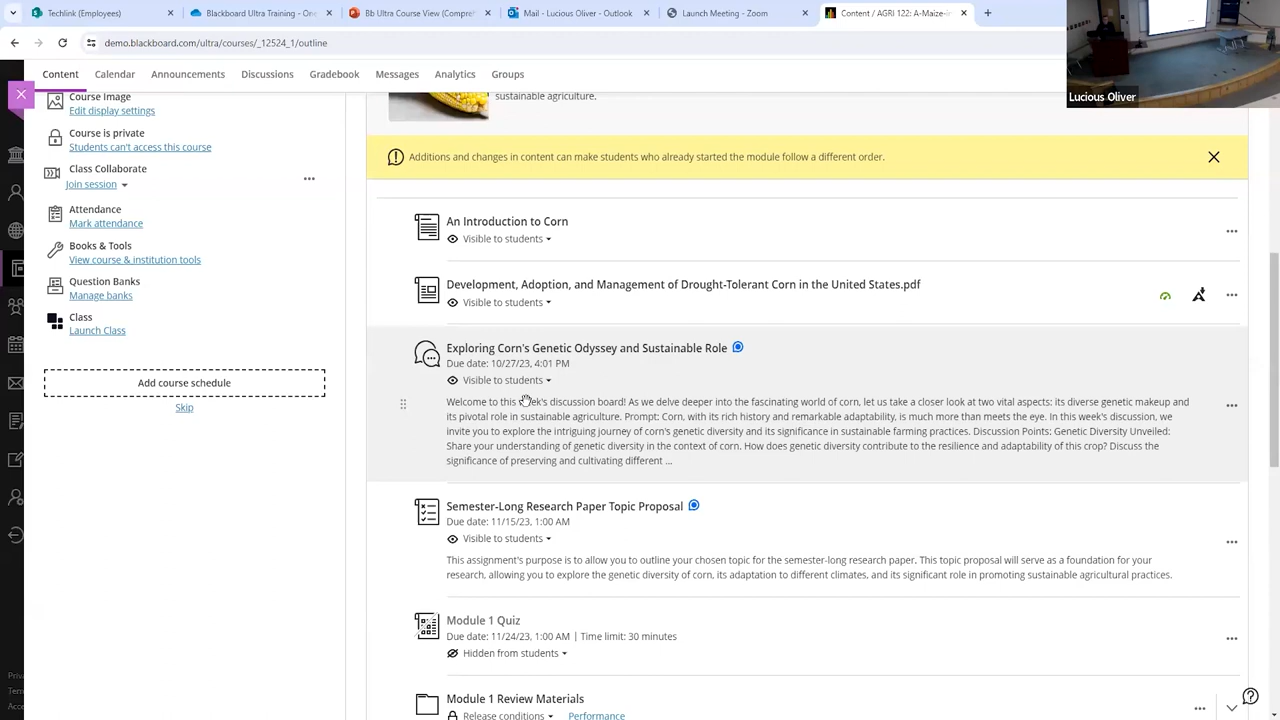 Technolutions
SharePoint
Blackboard Ultra Training - One
Bb Ultra Course View (Compre
Mail - Lucious Oliver - Outlook
Launch Meeting - Zoom
Content / AGRI 122: A-Maize-in
demo.blackboard.com/ultra/courses/_12524_1/outline
Content
Calendar
Announcements
Discussions
Gradebook
Messages
Analytics
Groups
Lucious Oliver
Course Image
Edit display settings
Course is private
Students can't access this course
Class Collaborate
Join session
Attendance
Mark attendance
Books & Tools
View course & institution tools
Question Banks
Manage banks
Class
Launch Class
Add course schedule
Skip
Priv
Tern
Acce
sustainable agriculture.
Additions and changes in content can make students who already started the module follow a different order.
An Introduction to Corn
Visible to students
Development, Adoption, and Management of Drought-Tolerant Corn in the United States.pdf
Visible to students
Exploring Corn's Genetic Odyssey and Sustainable Role
Due date: 10/27/23, 4:01 PM
Visible to students
Welcome to this week's discussion board! As we delve deeper into the fascinating world of corn, let us take a closer look at two vital aspects: its diverse genetic makeup and
its pivotal role in sustainable agriculture. Prompt: Corn, with its rich history and remarkable adaptability, is much more than meets the eye. In this week's discussion, we
invite you to explore the intriguing journey of corn's genetic diversity and its significance in sustainable farming practices. Discussion Points: Genetic Diversity Unveiled:
Share your understanding of genetic diversity in the context of corn. How does genetic diversity contribute to the resilience and adaptability of this crop? Discuss the
significance of preserving and cultivating different ...
Semester-Long Research Paper Topic Proposal
Due date: 11/15/23, 1:00 AM
Visible to students
This assignment's purpose is to allow you to outline your chosen topic for the semester-long research paper. This topic proposal will serve as a foundation for your
research, allowing you to explore the genetic diversity of corn, its adaptation to different climates, and its significant role in promoting sustainable agricultural practices.
Module 1 Quiz
Due date: 11/24/23, 1:00 AM | Time limit: 30 minutes
Hidden from students
Module 1 Review Materials
Release conditions
Performance